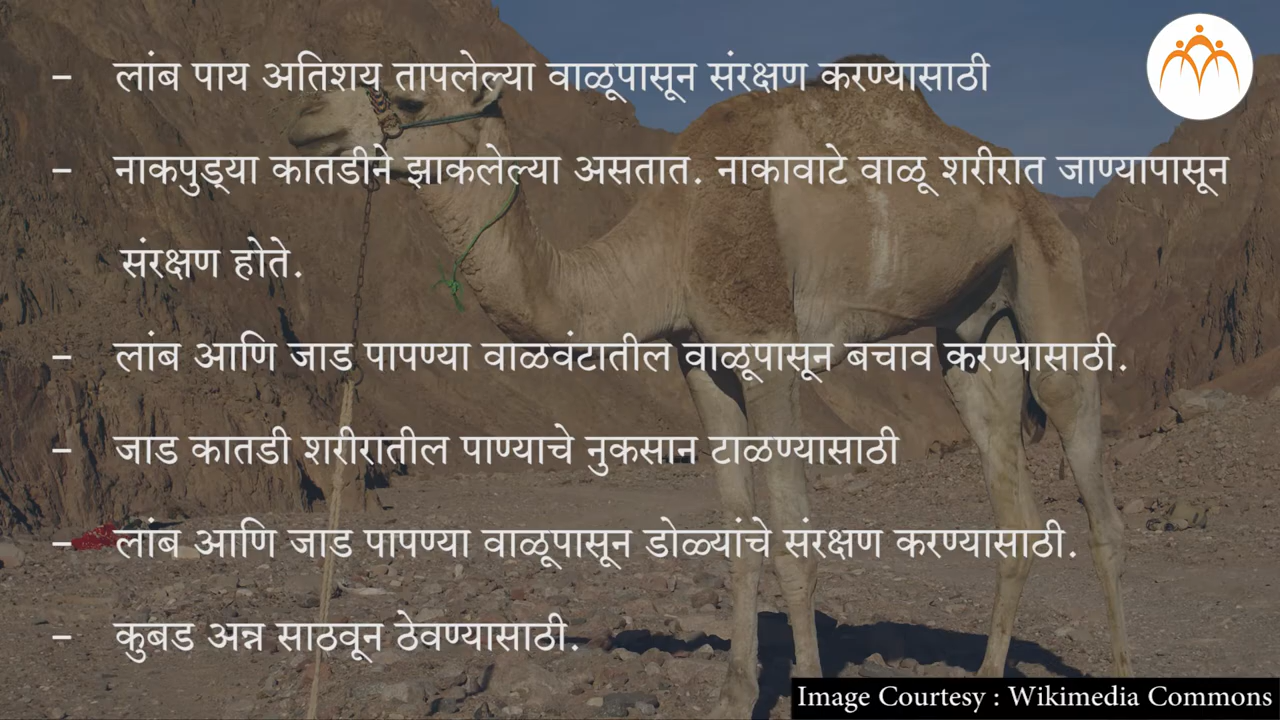 – लांब पाय अतिशय तापलेल्या वाळूपासून संरक्षण करण्यासाठी
– नाकपुड्या कातडीने झाकलेल्या असतात. नाकावाटे वाळू शरीरात जाण्यापासून
संरक्षण होते.
– लांब आणि जाड पापण्या वाळवंटातील वाळूपासून बचाव करण्यासाठी.
– जाड कातडी शरीरातील पाण्याचे नुकसान टाळण्यासाठी
– लांब आणि जाड पापण्या वाळूपासून डोळ्यांचे संरक्षण करण्यासाठी.
– कुबड अन्न साठवून ठेवण्यासाठी.
Image Courtesy : Wikimedia Commons